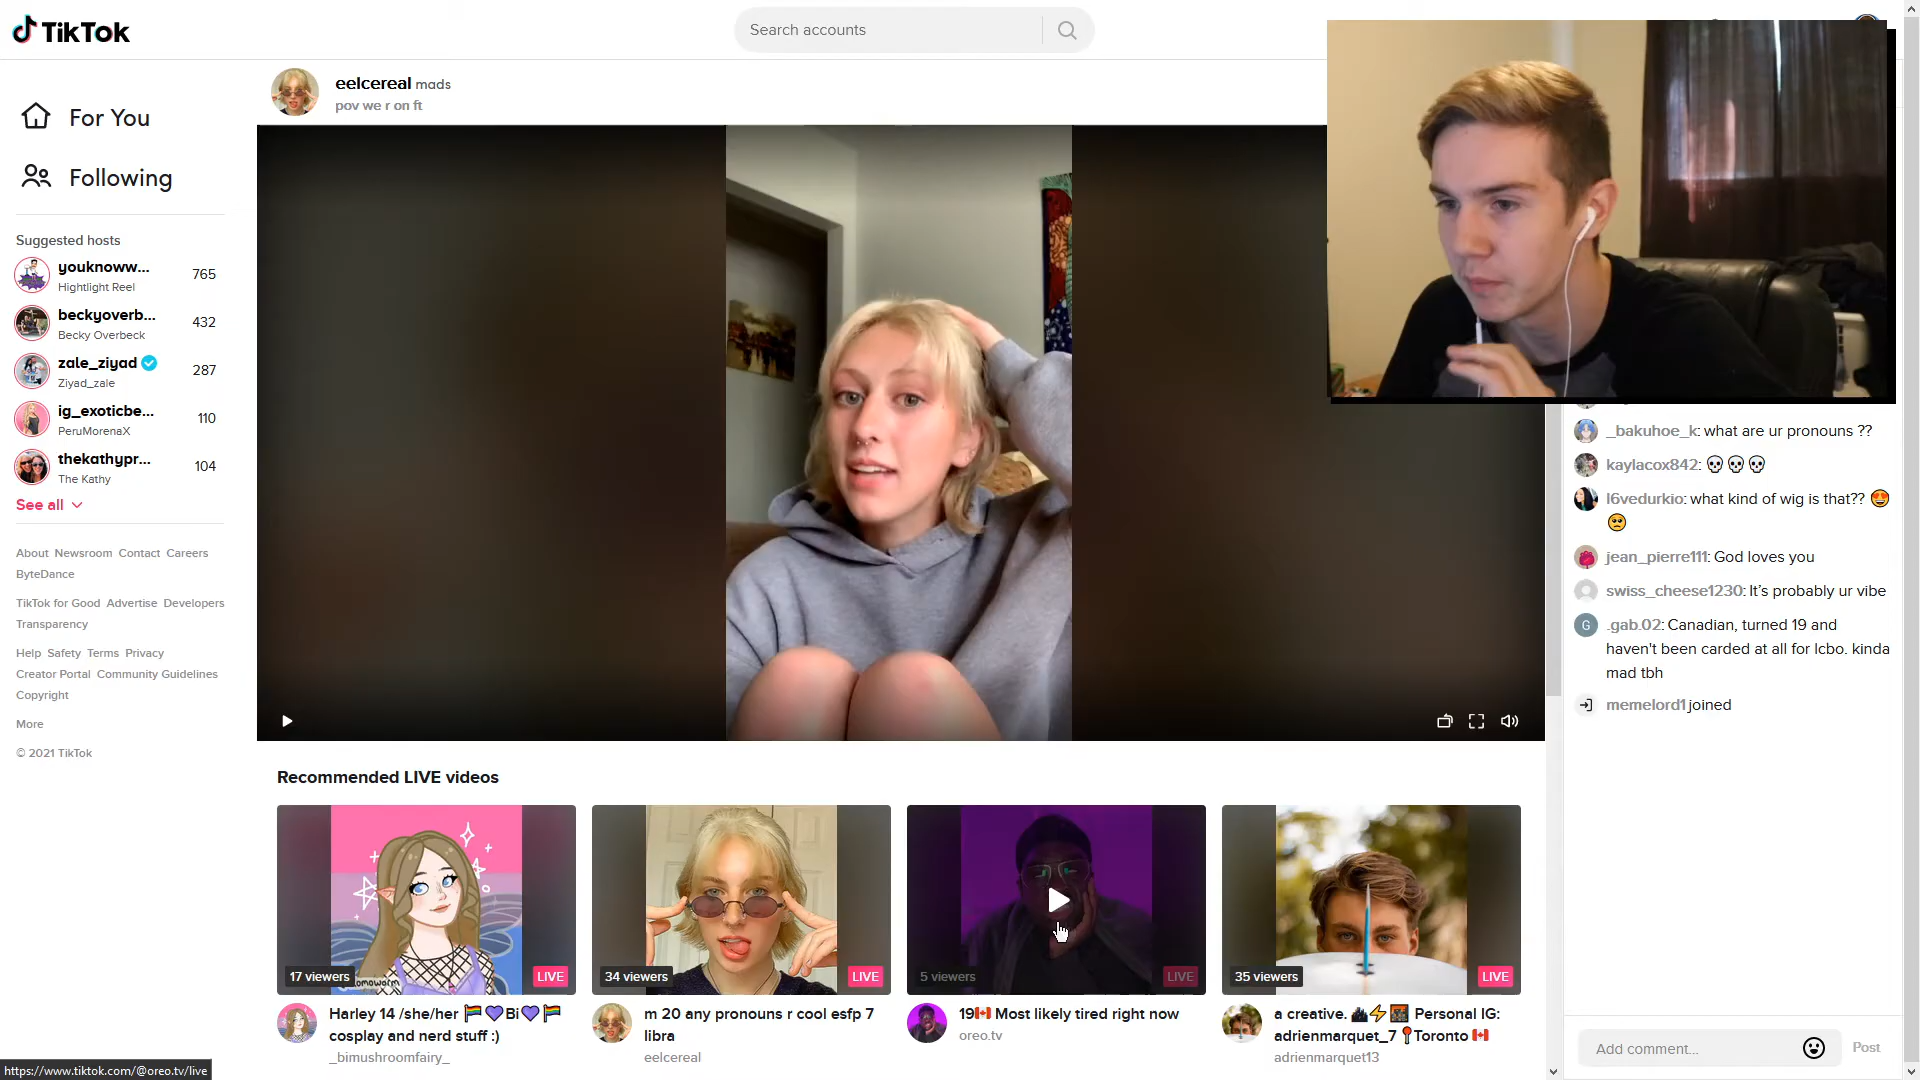 TikTok
Search accounts
eelcereal mads
pov we r on ft
For You
Following
Suggested hosts
youknoww...
765
Hightlight Reel
beckyoverb...
432
Becky Overbeck
zale_ziyad
287
Ziyad_zale
ig_exoticbe...
110
PeruMorenaX
thekathypr...
104
The Kathy
See all
About Newsroom Contact Careers
ByteDance
TikTok for Good Advertise Developers
Transparency
Help Safety Terms Privacy
Creator Portal Community Guidelines
Copyright
More
© 2021 TikTok
_bakuhoe_k: what are ur pronouns ??
kaylacox842: 💀💀💀
l6vedurkio: what kind of wig is that?? 😍
🥺
jean_pierre111: God loves you
swiss_cheese1230: It's probably ur vibe
G
.gab.02: Canadian, turned 19 and
haven't been carded at all for lcbo. kinda
mad tbh
memelord1 joined
Recommended LIVE videos
17 viewers
LIVE
Harley 14 /she/her 🏳️‍🌈💜Bi💜🏳️‍🌈
cosplay and nerd stuff :)
_bimushroomfairy_
34 viewers
LIVE
m 20 any pronouns r cool esfp 7
libra
eelcereal
5 viewers
LIVE
19🇨🇦 Most likely tired right now
oreo.tv
35 viewers
LIVE
a creative. Personal IG:
adrienmarquet_7 📍Toronto 🇨🇦
adrienmarquet13
Add comment...
Post
https://www.tiktok.com/@oreo.tv/live